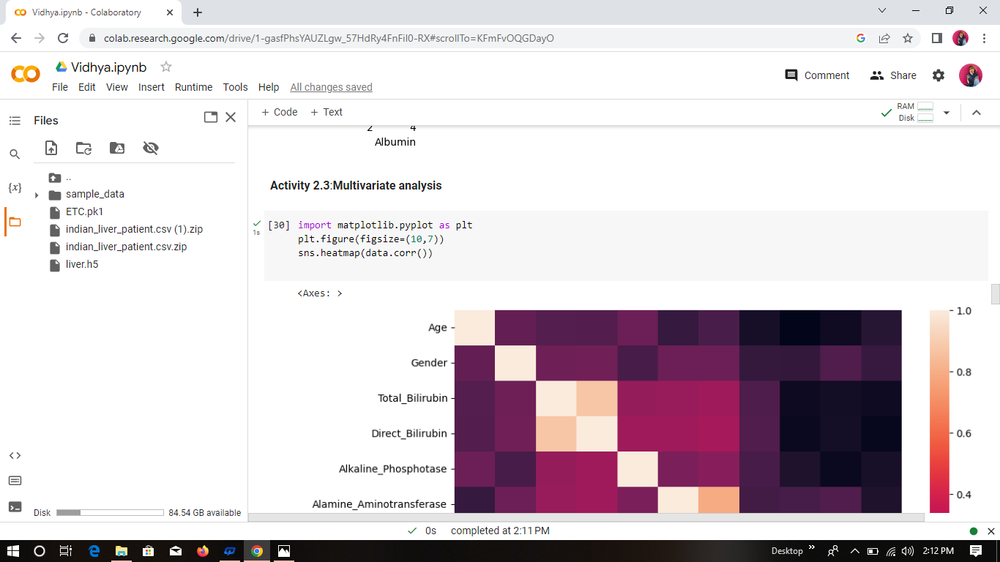 Vidhya.ipynb - Colaboratory
colab.research.google.com/drive/1-gasfPhsYAUZLgw_57HdRy4FnFil0-RX#scrollTo=KFmFvOQGDayO
Vidhya.ipynb
Comment
Share
File Edit View Insert Runtime Tools Help All changes saved
Files
+ Code + Text
RAM
Disk
2 4
Albumin
..
sample_data
ETC.pk1
indian_liver_patient.csv (1).zip
indian_liver_patient.csv.zip
liver.h5
{x}
Disk 84.54 GB available
Activity 2.3:Multivariate analysis
1s
[30] import matplotlib.pyplot as plt
plt.figure(figsize=(10,7))
sns.heatmap(data.corr())
<Axes: >
Age
Gender
Total_Bilirubin
Direct_Bilirubin
Alkaline_Phosphotase
Alamine_Aminotransferase
1.0
0.8
0.6
0.4
0s completed at 2:11 PM
Desktop
2:12 PM